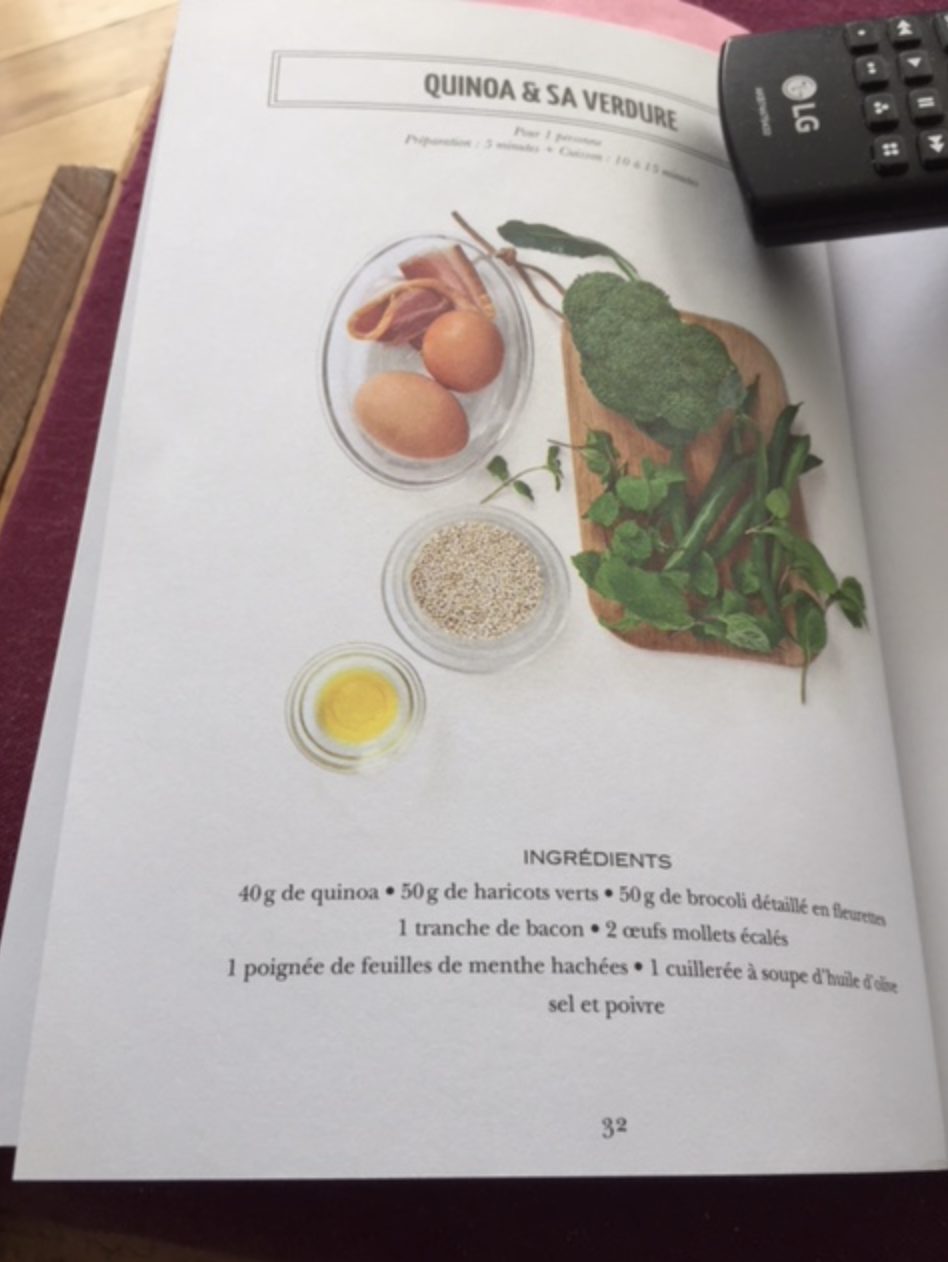 QUINOA & SA VERDURE
Pour 1 personne
Préparation : 5 minutes + Cuisson : 10 à 15 minutes
LG
INGRÉDIENTS
40 g de quinoa • 50 g de haricots verts • 50 g de brocoli détaillé en fleurettes
1 tranche de bacon • 2 œufs mollets écalés
1 poignée de feuilles de menthe hachées • 1 cuillerée à soupe d'huile d'olive
sel et poivre
32